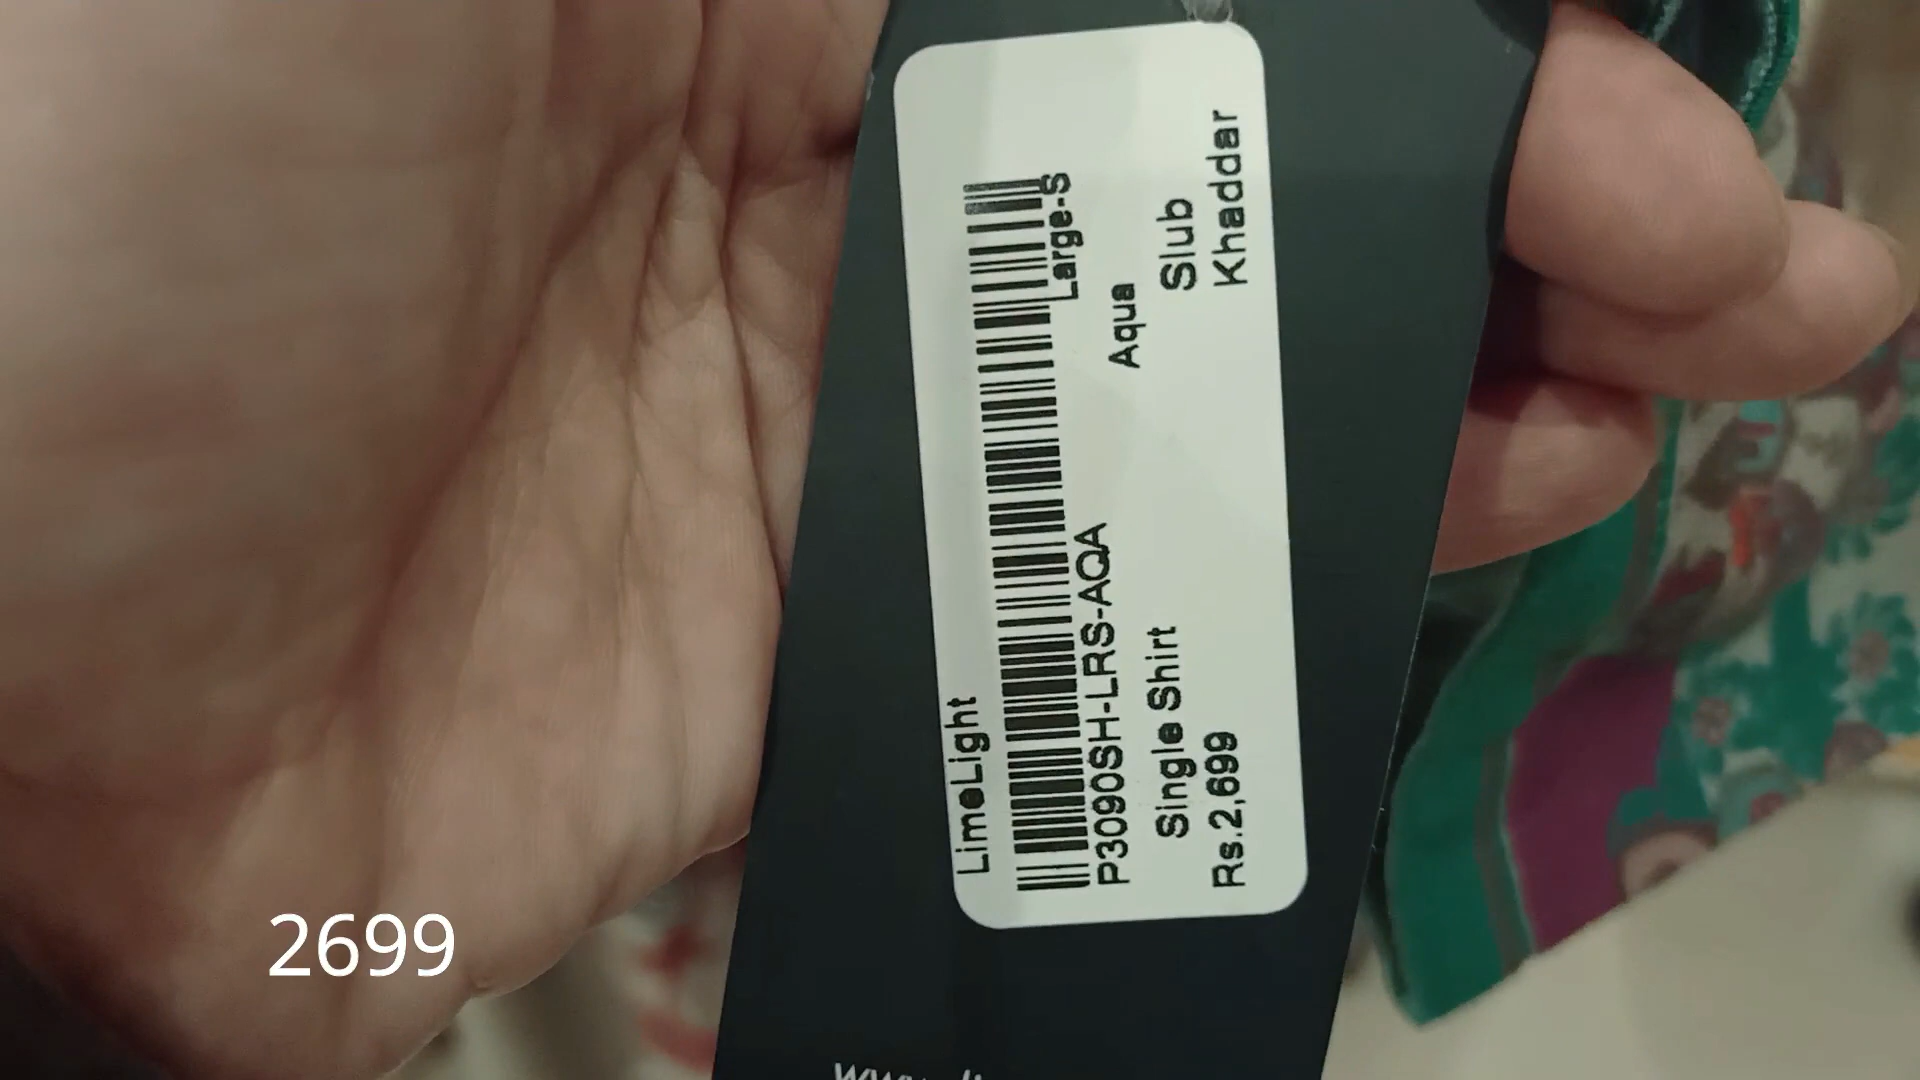 LimeLight
Large-S
P3090SH-LRS-AQA
Aqua
Single Shirt
Slub
Khaddar
Rs.2,699
2699